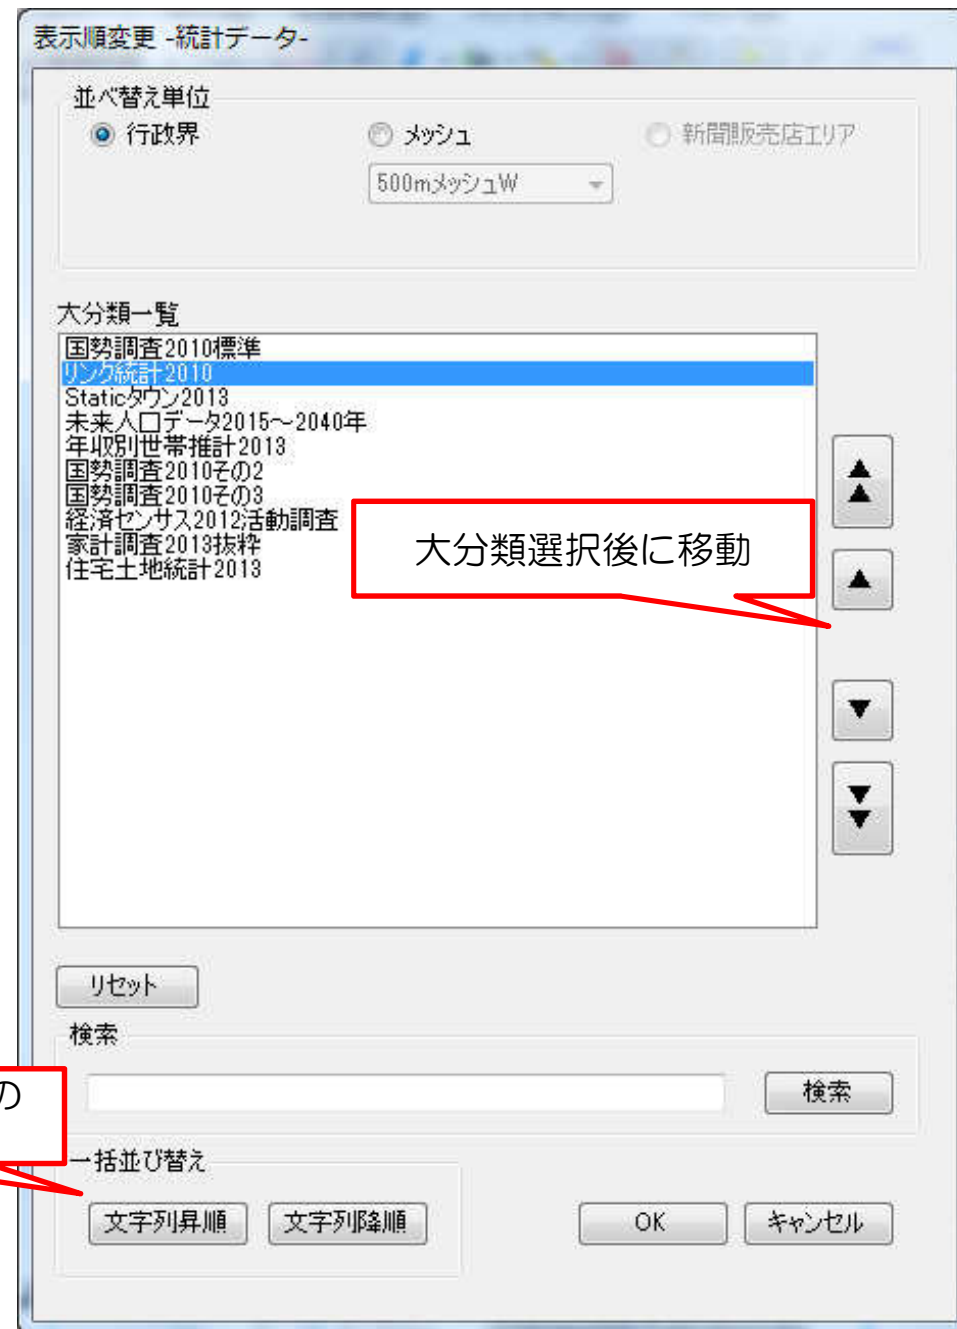 表示順変更 -統計データ-
並べ替え単位
行政界
メッシュ
新聞販売店エリア
500mメッシュW
大分類一覧
国勢調査2010標準
リンク統計2010
Staticタウン2013
未来人口データ2015～2040年
年収別世帯推計2013
国勢調査2010その2
国勢調査2010その3
経済センサス2012活動調査
家計調査2013抜粋
住宅土地統計2013
大分類選択後に移動
▲
▲
▲
▼
▼
▼
リセット
検索
検索
の
一括並び替え
文字列昇順
文字列降順
OK
キャンセル